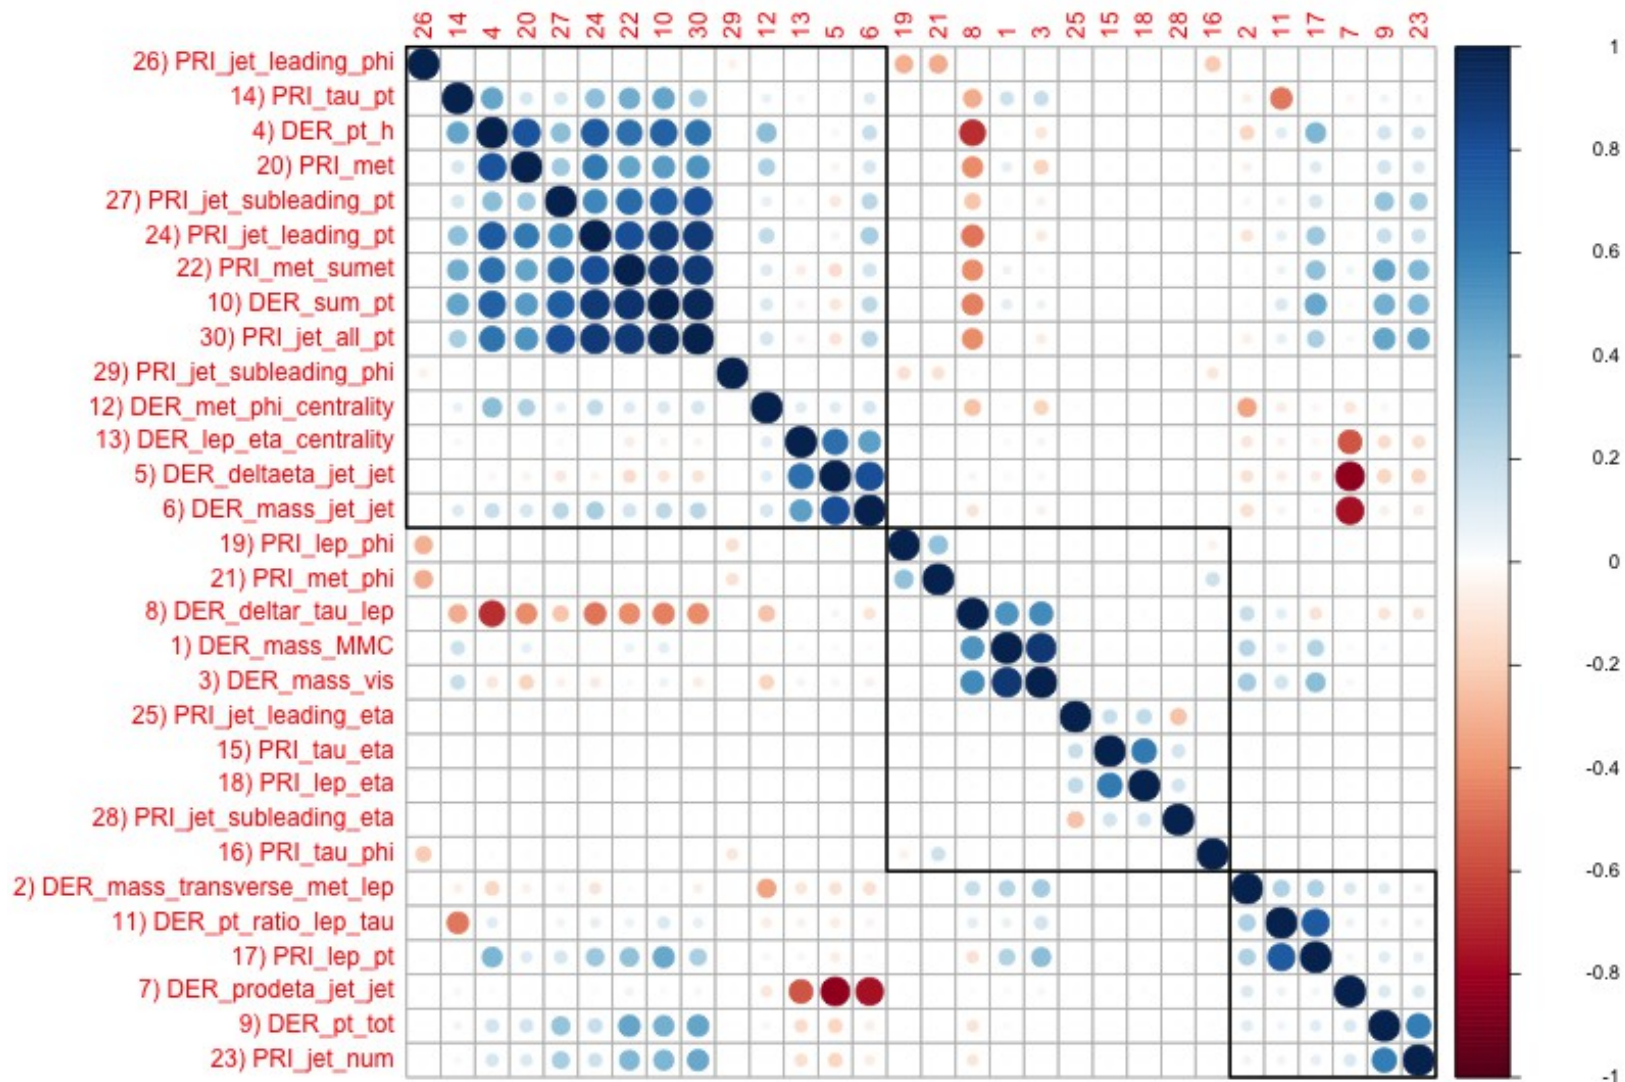 26 14 4 20 27 24 22 10 30 29 12 13 5 6 19 21 8 1 3 25 15 18 28 16 2 11 17 7 9 23
26) PRI_jet_leading_phi
14) PRI_tau_pt
4) DER_pt_h
20) PRI_met
27) PRI_jet_subleading_pt
24) PRI_jet_leading_pt
22) PRI_met_sumet
10) DER_sum_pt
30) PRI_jet_all_pt
29) PRI_jet_subleading_phi
12) DER_met_phi_centrality
13) DER_lep_eta_centrality
5) DER_deltaeta_jet_jet
6) DER_mass_jet_jet
19) PRI_lep_phi
21) PRI_met_phi
8) DER_deltar_tau_lep
1) DER_mass_MMC
3) DER_mass_vis
25) PRI_jet_leading_eta
15) PRI_tau_eta
18) PRI_lep_eta
28) PRI_jet_subleading_eta
16) PRI_tau_phi
2) DER_mass_transverse_met_lep
11) DER_pt_ratio_lep_tau
17) PRI_lep_pt
7) DER_prodeta_jet_jet
9) DER_pt_tot
23) PRI_jet_num
1
0.8
0.6
0.4
0.2
0
-0.2
-0.4
-0.6
-0.8
-1